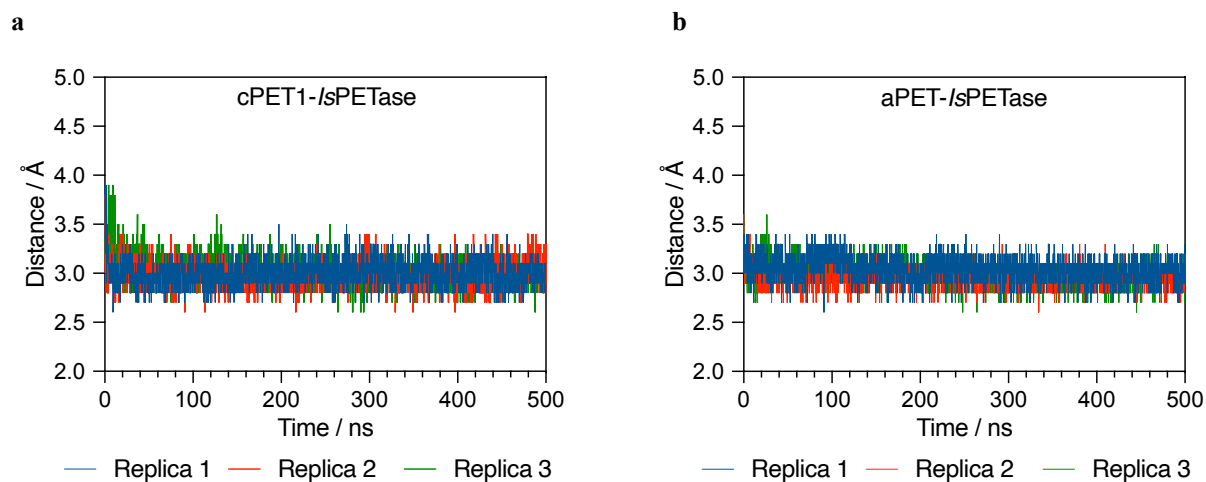 a
cPET1-IsPETase
5.0
4.5
4.0
3.5
3.0
2.5
2.0
Distance / Å
0 100 200 300 400 500
Time / ns
Replica 1 Replica 2 Replica 3
b
aPET-IsPETase
5.0
4.5
4.0
3.5
3.0
2.5
2.0
Distance / Å
0 100 200 300 400 500
Time / ns
Replica 1 Replica 2 Replica 3